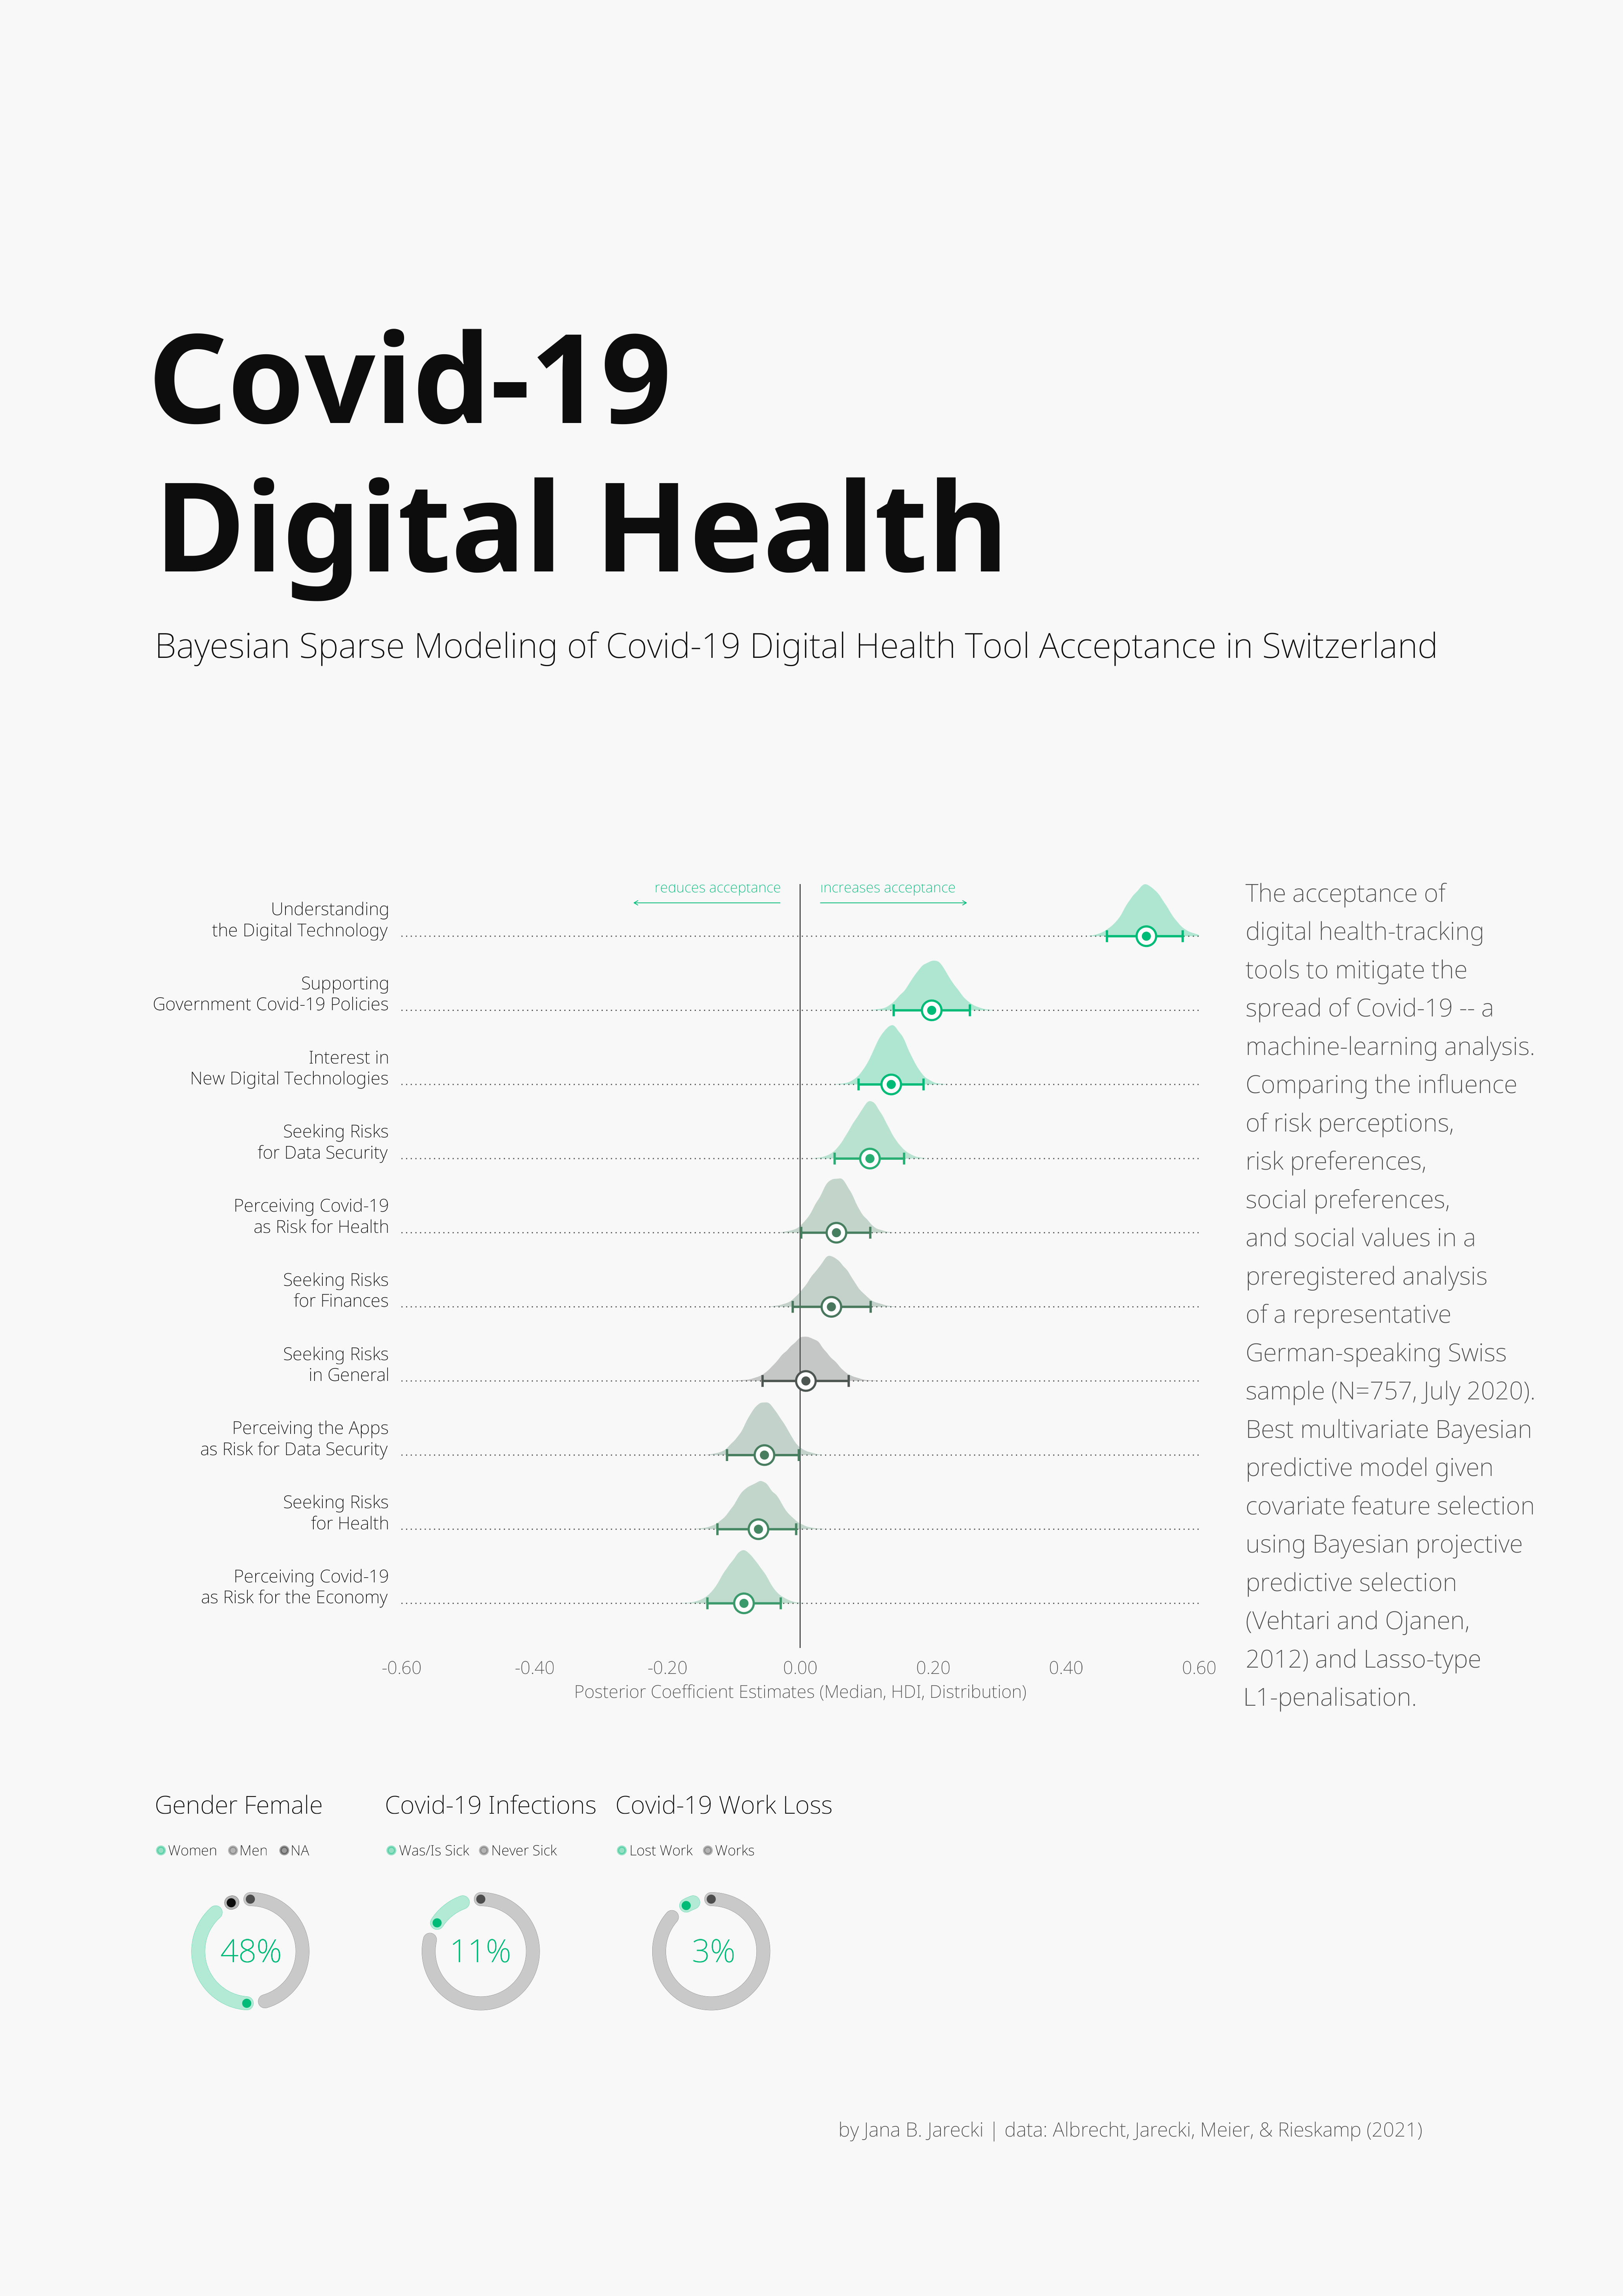 Covid-19
Digital Health
Bayesian Sparse Modeling of Covid-19 Digital Health Tool Acceptance in Switzerland
reduces acceptance
increases acceptance
Understanding
the Digital Technology
Supporting
Government Covid-19 Policies
Interest in
New Digital Technologies
Seeking Risks
for Data Security
Perceiving Covid-19
as Risk for Health
Seeking Risks
for Finances
Seeking Risks
in General
Perceiving the Apps
as Risk for Data Security
Seeking Risks
for Health
Perceiving Covid-19
as Risk for the Economy
-0.60 -0.40 -0.20 0.00 0.20 0.40 0.60
Posterior Coefficient Estimates (Median, HDI, Distribution)
The acceptance of
digital health-tracking
tools to mitigate the
spread of Covid-19 -- a
machine-learning analysis.
Comparing the influence
of risk perceptions,
risk preferences,
social preferences,
and social values in a
preregistered analysis
of a representative
German-speaking Swiss
sample (N=757, July 2020).
Best multivariate Bayesian
predictive model given
covariate feature selection
using Bayesian projective
predictive selection
(Vehtari and Ojanen,
2012) and Lasso-type
L1-penalisation.
Gender Female
Women Men NA
48%
Covid-19 Infections
Was/Is Sick Never Sick
11%
Covid-19 Work Loss
Lost Work Works
3%
by Jana B. Jarecki | data: Albrecht, Jarecki, Meier, & Rieskamp (2021)